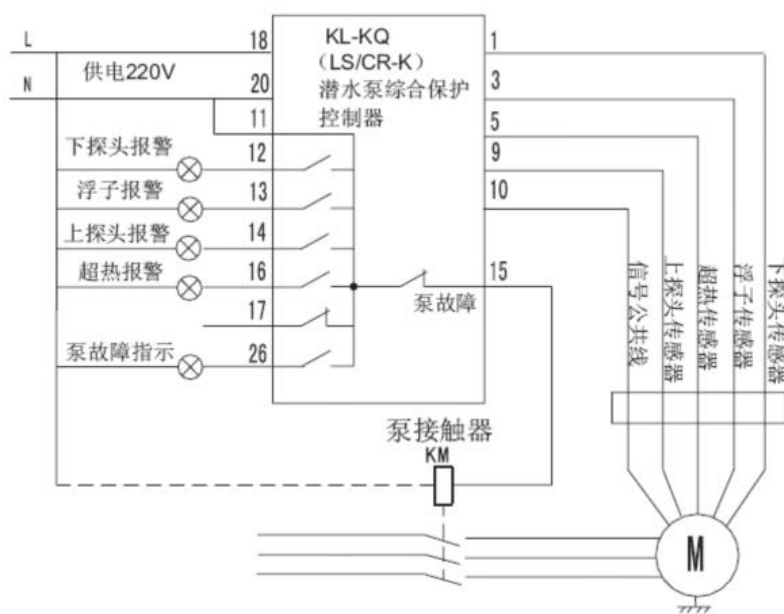 L
供电220V
N
18
20
11
12
13
14
16
17
26
KL-KQ
（LS/CR-K）
潜水泵综合保护
控制器
1
3
5
9
10
15
下探头报警
浮子报警
上探头报警
超热报警
泵故障指示
泵故障
泵接触器
KM
信号公共线
上探头传感器
超热传感器
浮子传感器
下探头传感器
M